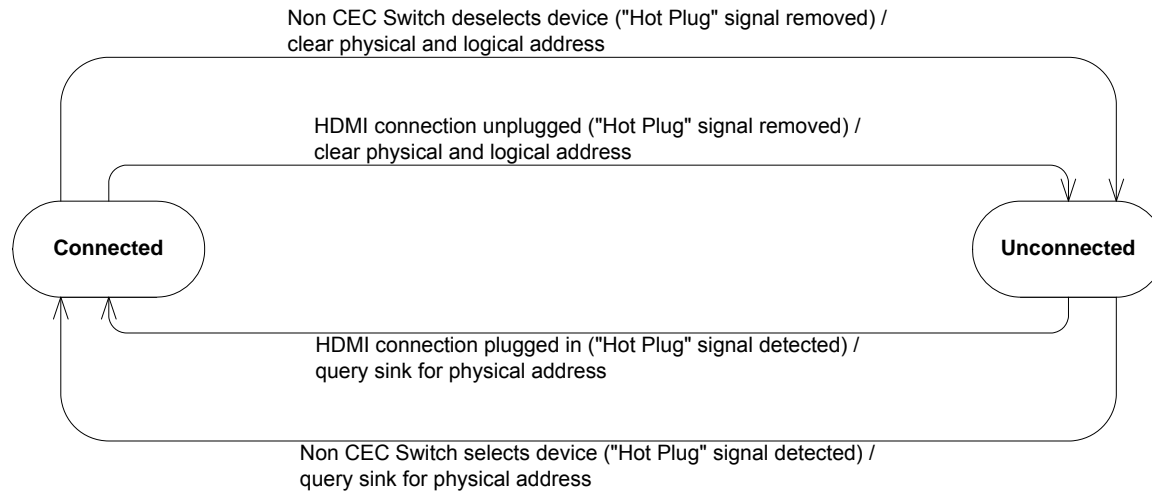 Non CEC Switch deselects device ("Hot Plug" signal removed) /
clear physical and logical address
HDMI connection unplugged ("Hot Plug" signal removed) /
clear physical and logical address
Connected
Unconnected
HDMI connection plugged in ("Hot Plug" signal detected) /
query sink for physical address
Non CEC Switch selects device ("Hot Plug" signal detected) /
query sink for physical address